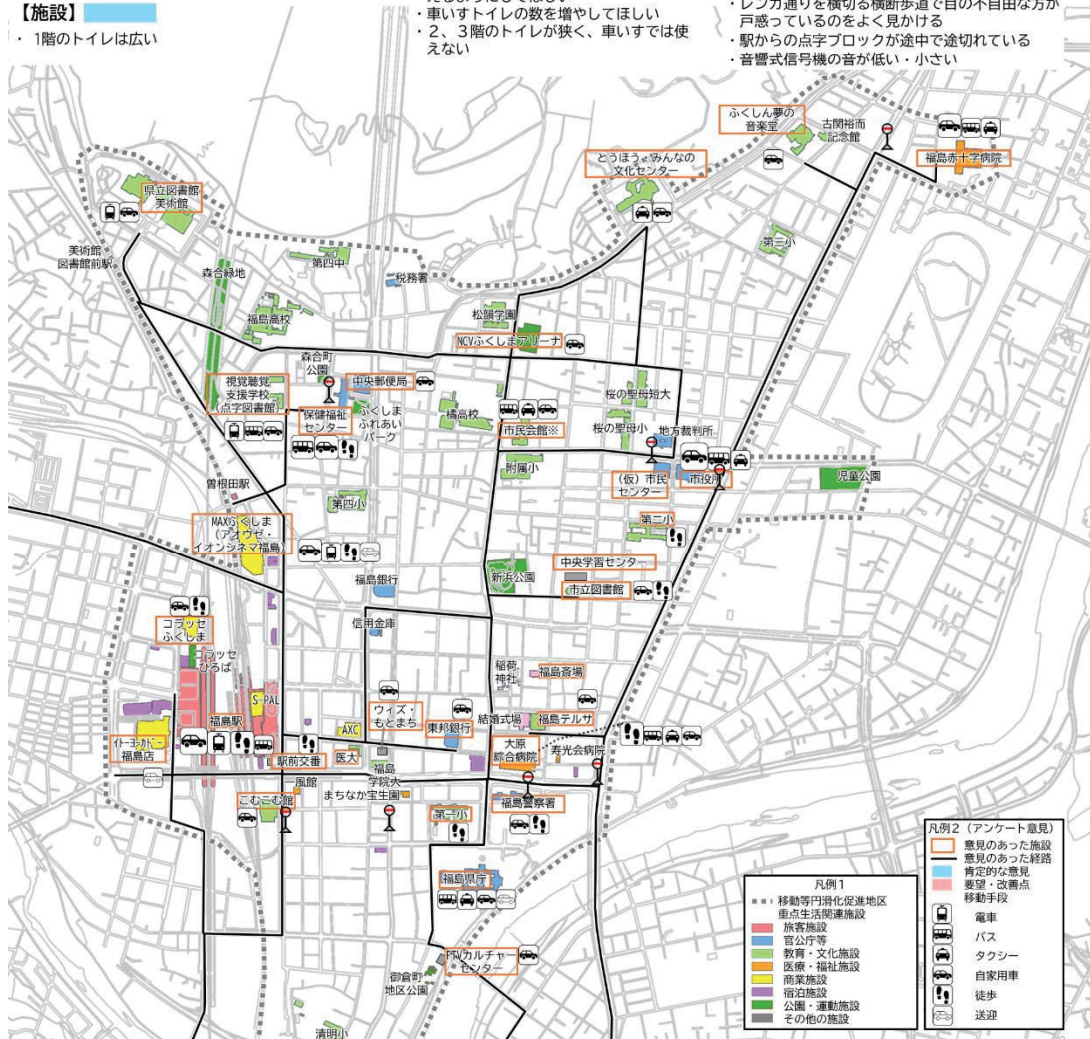 【施設】
・ 1階のトイレは広い
・車いすトイレの数を増やしてほしい
・２、３階のトイレが狭く、車いすでは使
えない
・レンガ通りを横切る横断歩道で目の不自由な方が
戸惑っているのをよく見かける
・駅からの点字ブロックが途中で途切れている
・音響式信号機の音が低い・小さい
ふくしん夢の
音楽堂
古関裕而
記念館
福島赤十字病院
とうほう・みんなの
文化センター
県立図書館
美術館
美術館
図書館前駅
森合緑地
第四中
税務署
第三小
福島高校
松韻学園
NCVふくしまアリーナ
森合町
公園
中央郵便局
視覚聴覚
支援学校
(点字図書館)
保健福祉
センター
ふくしま
ふれあい
パーク
橘高校
市民会館※
桜の聖母短大
桜の聖母小
地方裁判所
附属小
(仮) 市民
センター
市役所
児童公園
曽根田駅
第四小
第二小
MAXふくしま
(アオウゼ・
イオンシネマ福島)
中央学習センター
新浜公園
市立図書館
福島銀行
信用金庫
コラッセ
ふくしま
コラッセ
ひろば
稲荷
神社
福島斎場
S-PAL
ウィズ・
もとまち
東邦銀行
結婚式場
福島テルサ
福島駅
AXC
イトーヨーカドー
福島店
駅前交番
医大
大原
綜合病院
寿光会病院
福島
学院大
風館
まちなか宝生園
こむこむ館
第一小
福島警察署
福島県庁
PTVカルチャー
センター
御倉町
地区公園
清明小
凡例１
移動等円滑化促進地区
重点生活関連施設
旅客施設
官公庁等
教育・文化施設
医療・福祉施設
商業施設
宿泊施設
公園・運動施設
その他の施設
凡例２（アンケート意見）
意見のあった施設
意見のあった経路
肯定的な意見
要望・改善点
移動手段
電車
バス
タクシー
自家用車
徒歩
送迎